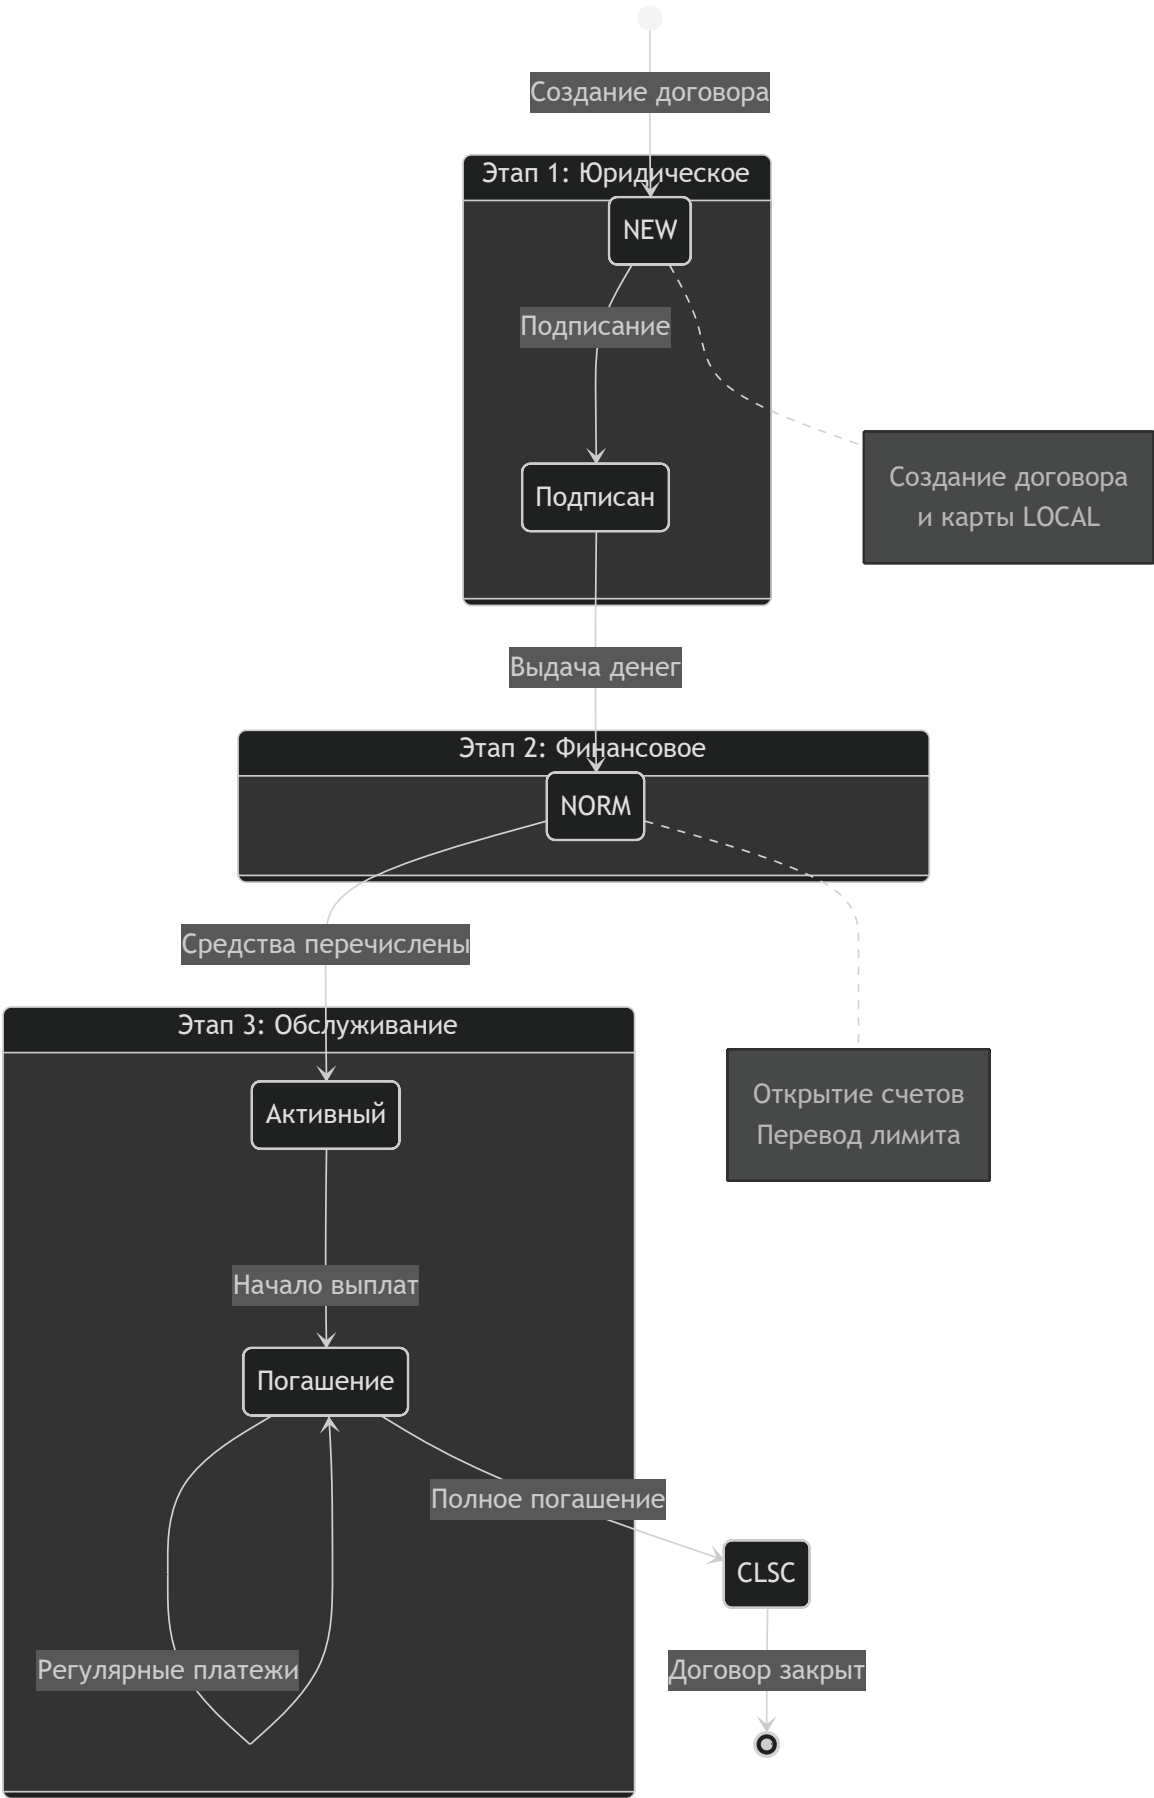 Создание договора
Этап 1: Юридическое
NEW
Подписание
Создание договора
и карты LOCAL
Подписан
Выдача денег
Этап 2: Финансовое
NORM
Средства перечислены
Этап 3: Обслуживание
Активный
Открытие счетов
Перевод лимита
Начало выплат
Погашение
Полное погашение
CLSC
Регулярные платежи
Договор закрыт